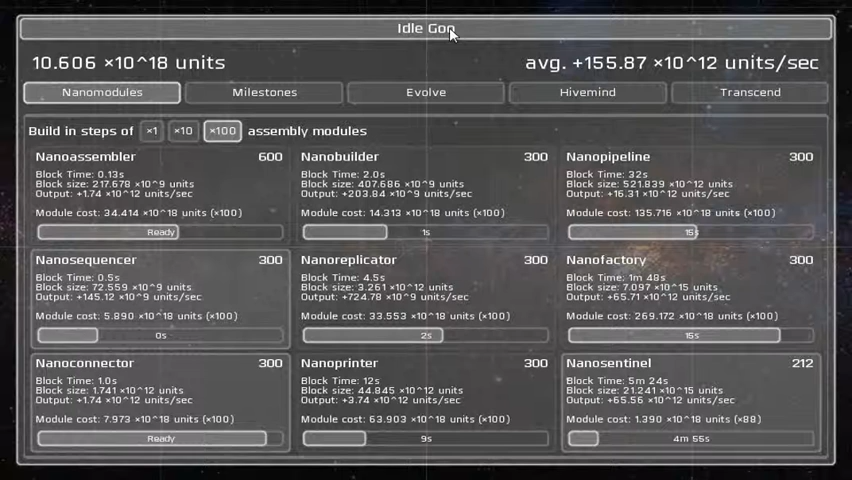 Idle Goo
10.606 ×10^18 units
avg. +155.87 ×10^12 units/sec
Nanomodules
Milestones
Evolve
Hivemind
Transcend
Build in steps of ×1 ×10 ×100 assembly modules
Nanoassembler 600
Block Time: 0.13s
Block size: 217.678 ×10^9 units
Output: +1.74 ×10^12 units/sec
Module cost: 34.414 ×10^18 units (×100)
Ready
Nanobuilder 300
Block Time: 2.0s
Block size: 407.686 ×10^9 units
Output: +203.84 ×10^9 units/sec
Module cost: 14.313 ×10^18 units (×100)
1s
Nanopipeline 300
Block Time: 32s
Block size: 521.839 ×10^12 units
Output: +16.31 ×10^12 units/sec
Module cost: 135.716 ×10^18 units (×100)
15s
Nanosequencer 300
Block Time: 0.5s
Block size: 72.559 ×10^9 units
Output: +145.12 ×10^9 units/sec
Module cost: 5.890 ×10^18 units (×100)
0s
Nanoreplicator 300
Block Time: 4.5s
Block size: 3.261 ×10^12 units
Output: +724.78 ×10^9 units/sec
Module cost: 33.553 ×10^18 units (×100)
2s
Nanofactory 300
Block Time: 1m 48s
Block size: 7.097 ×10^15 units
Output: +65.71 ×10^12 units/sec
Module cost: 269.172 ×10^18 units (×100)
15s
Nanoconnector 300
Block Time: 1.0s
Block size: 1.741 ×10^12 units
Output: +1.74 ×10^12 units/sec
Module cost: 7.973 ×10^18 units (×100)
Ready
Nanoprinter 300
Block Time: 12s
Block size: 44.845 ×10^12 units
Output: +3.74 ×10^12 units/sec
Module cost: 63.903 ×10^18 units (×100)
9s
Nanosentinel 212
Block Time: 5m 24s
Block size: 21.241 ×10^15 units
Output: +65.56 ×10^12 units/sec
Module cost: 1.390 ×10^18 units (×88)
4m 55s